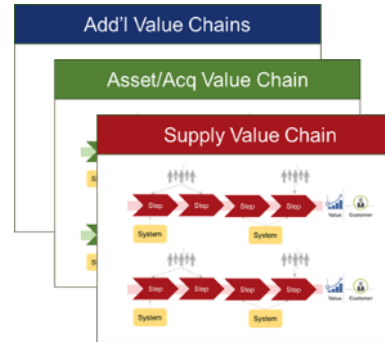 Add'l Value Chains
Asset/Acq Value Chain
Supply Value Chain
Step Step Step Step
Value Customer
System System
Step Step Step Step
Value Customer
System System